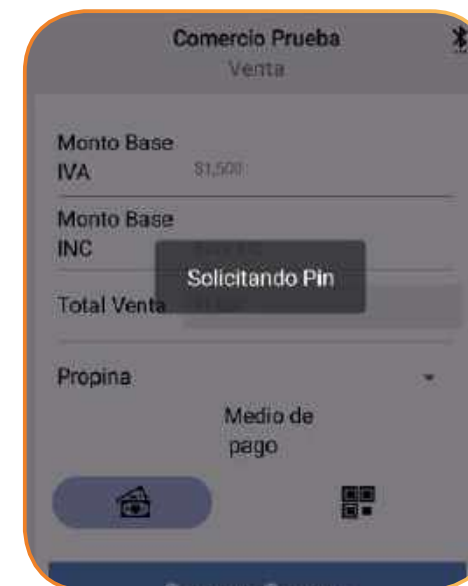 Comercio Prueba
Venta
Monto Base
IVA
$1,500
Monto Base
INC
Solicitando Pin
Total Venta
Propina
Medio de
pago